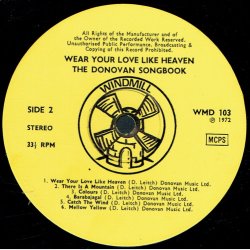 All Rights of the Manufacturer and of
the Owner of the Recorded Work Reserved.
Unauthorised Public Performance, Broadcasting &
Copying of this Record Prohibited.
WEAR YOUR LOVE LIKE HEAVEN
THE DONOVAN SONGBOOK
WINDMILL
SIDE 2
WMD 103
℗ 1972
STEREO
MCPS
33⅓ RPM
1. Wear Your Love Like Heaven (D. Leitch) Donovan Music Ltd.
2. There Is A Mountain (D. Leitch) Donovan Music Ltd.
3. Colours (D. Leitch) Donovan Music Ltd.
4. Barabajagal (D. Leitch) Donovan Music Ltd.
5. Catch The Wind (D. Leitch) Donovan Music Ltd.
6. Mellow Yellow (D. Leitch) Donovan Music Ltd.